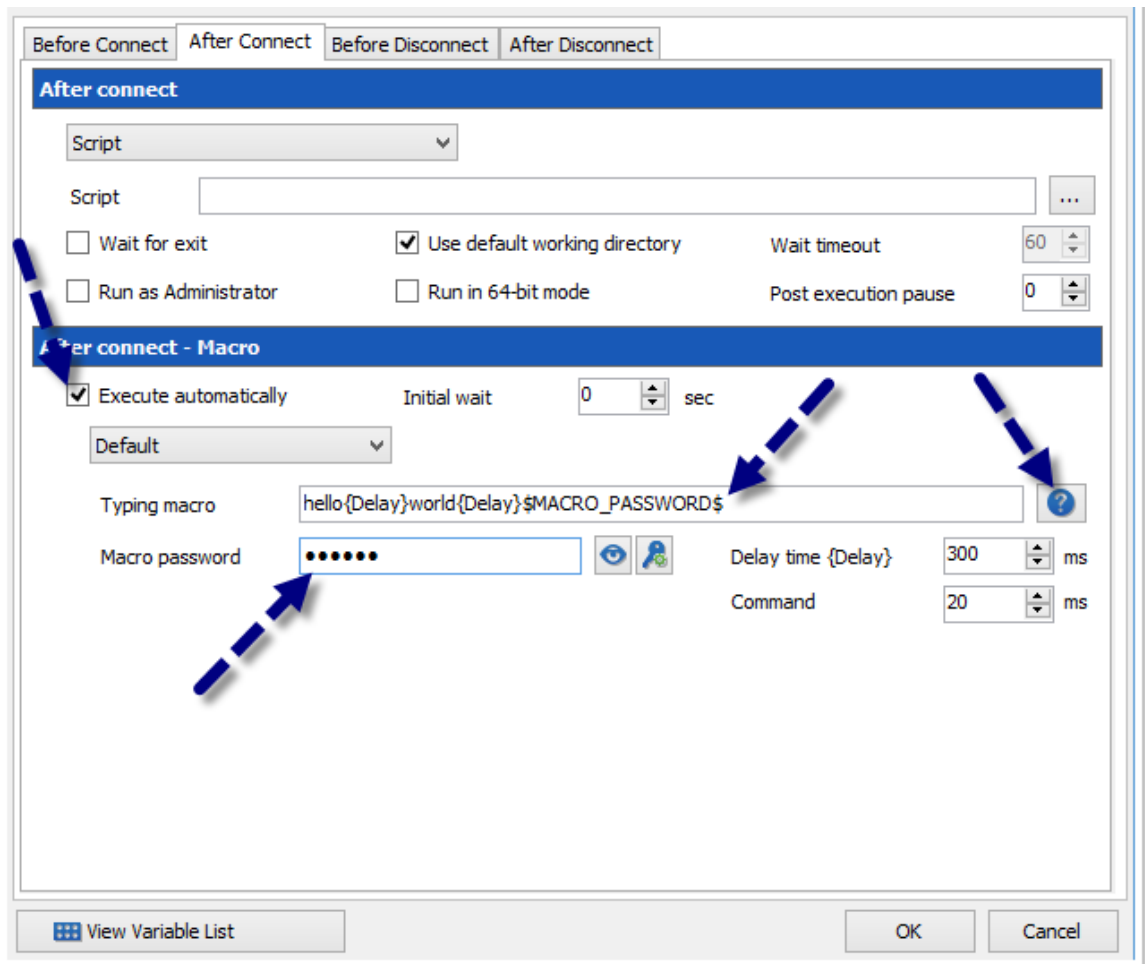 Before Connect After Connect Before Disconnect After Disconnect
After connect
Script
Script ...
Wait for exit Use default working directory Wait timeout 60
Run as Administrator Run in 64-bit mode Post execution pause 0
After connect - Macro
Execute automatically Initial wait 0 sec
Default
Typing macro hello{Delay}world{Delay}$MACRO_PASSWORD$ ?
Macro password •••••• Delay time {Delay} 300 ms
Command 20 ms
View Variable List OK Cancel